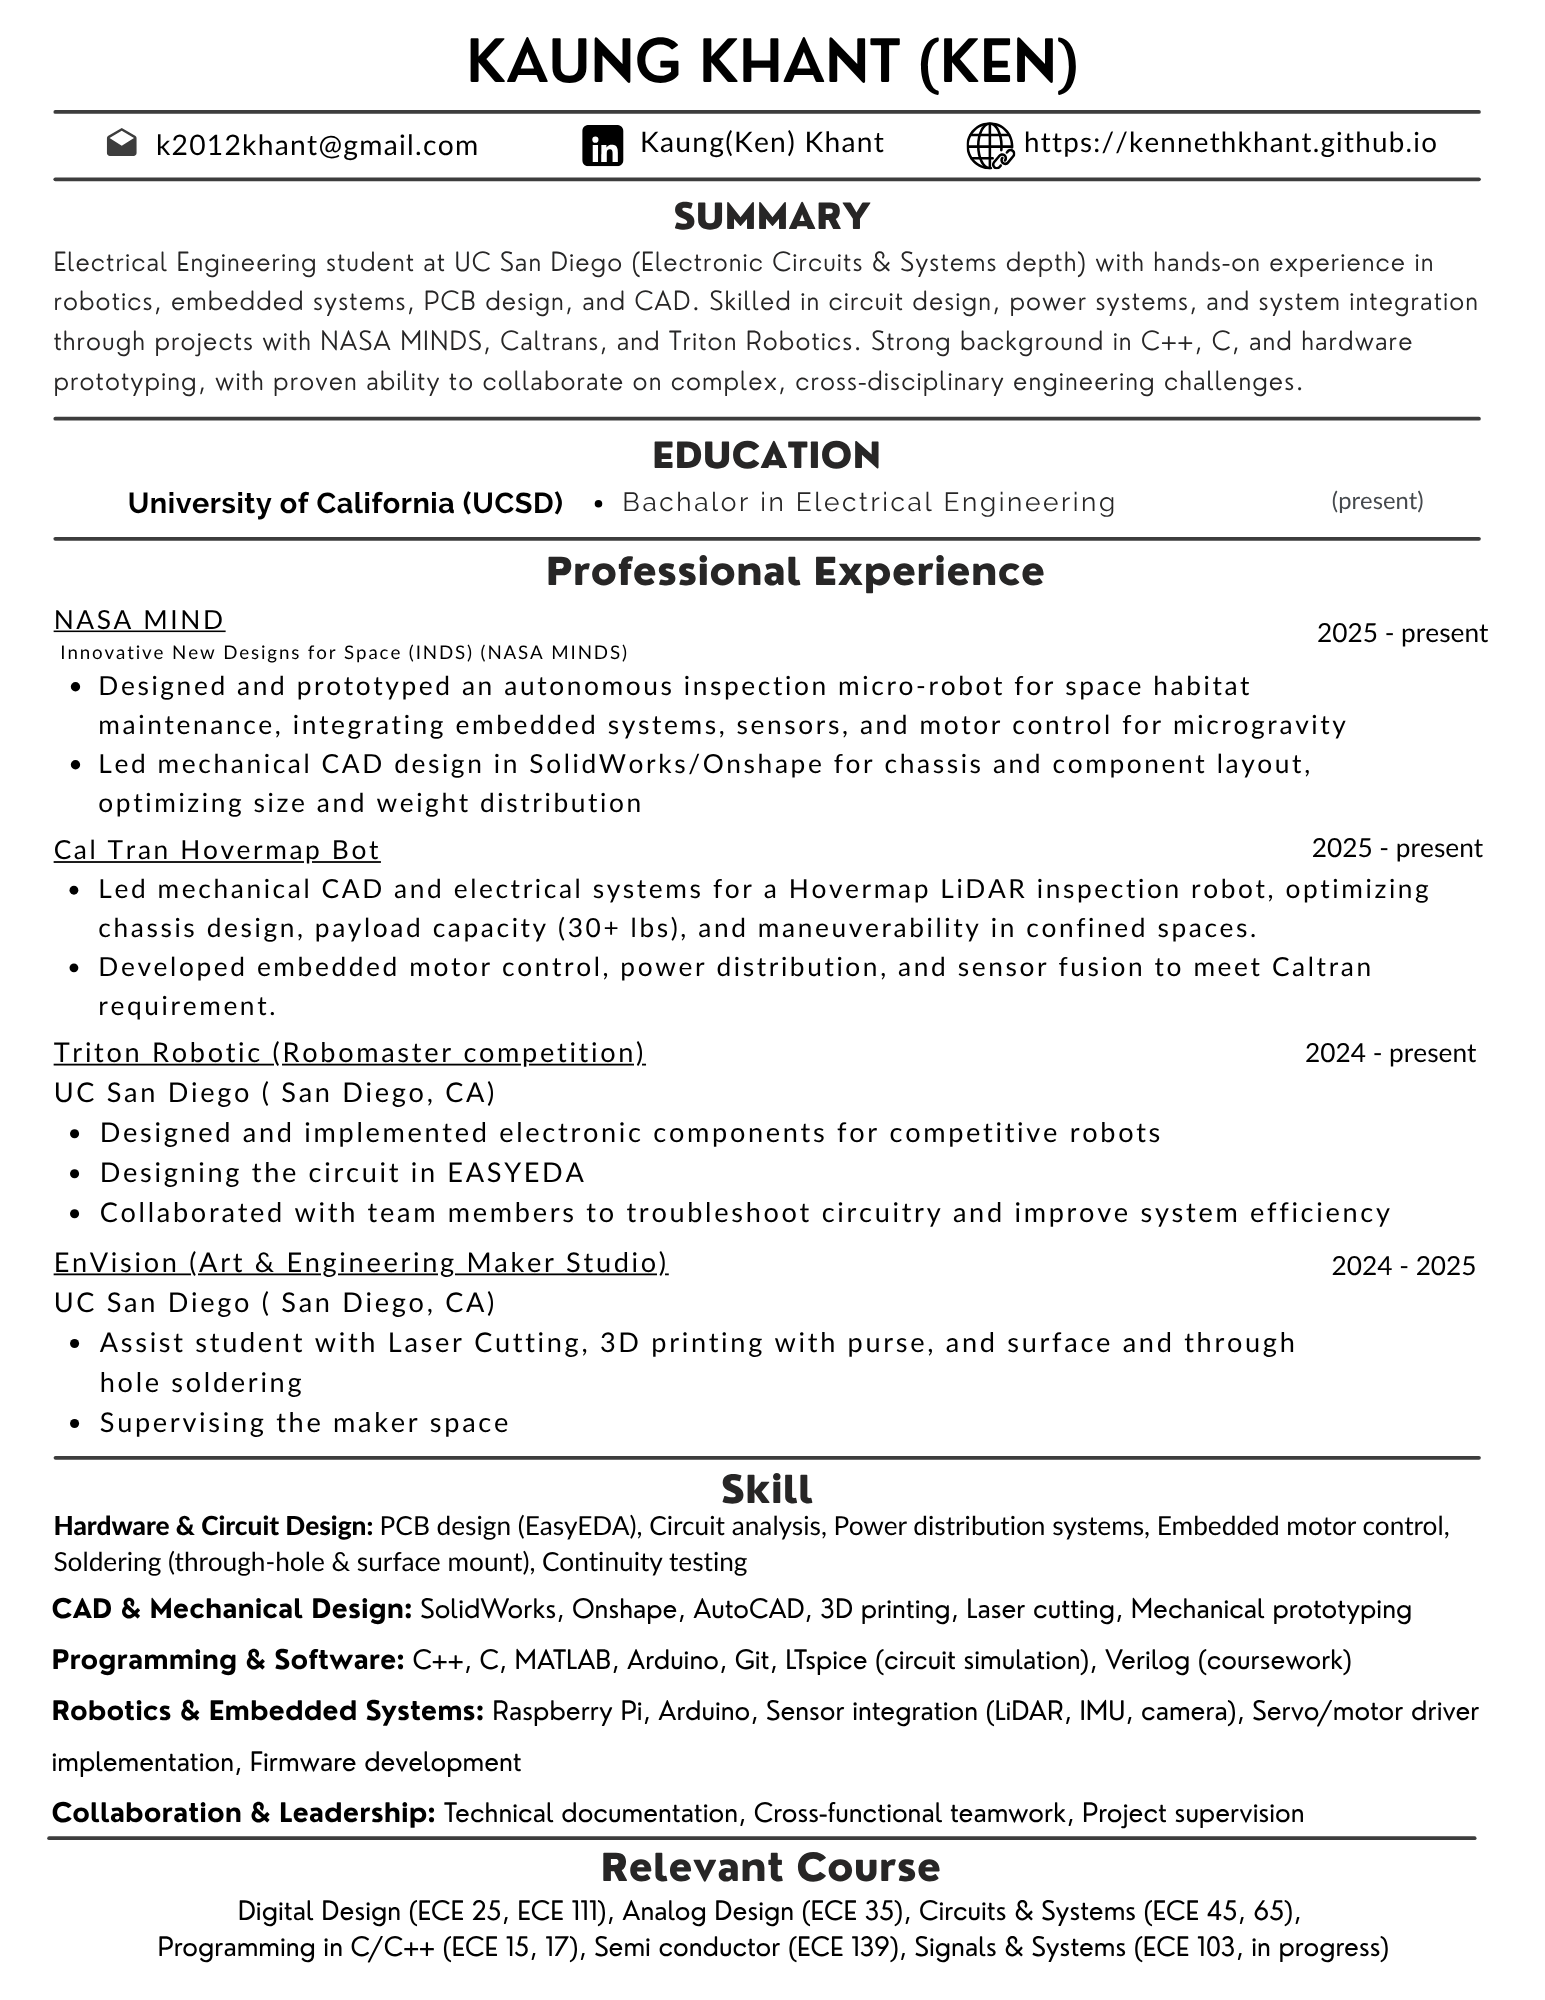 KAUNG KHANT (KEN)
k2012khant@gmail.com
Kaung(Ken) Khant
https://kennethkhant.github.io
SUMMARY
Electrical Engineering student at UC San Diego (Electronic Circuits & Systems depth) with hands-on experience in
robotics, embedded systems, PCB design, and CAD. Skilled in circuit design, power systems, and system integration
through projects with NASA MINDS, Caltrans, and Triton Robotics. Strong background in C++, C, and hardware
prototyping, with proven ability to collaborate on complex, cross-disciplinary engineering challenges.
EDUCATION
University of California (UCSD) • Bachalor in Electrical Engineering (present)
Professional Experience
NASA MIND 2025 - present
Innovative New Designs for Space (INDS) (NASA MINDS)
• Designed and prototyped an autonomous inspection micro-robot for space habitat
maintenance, integrating embedded systems, sensors, and motor control for microgravity
• Led mechanical CAD design in SolidWorks/Onshape for chassis and component layout,
optimizing size and weight distribution
Cal Tran Hovermap Bot 2025 - present
• Led mechanical CAD and electrical systems for a Hovermap LiDAR inspection robot, optimizing
chassis design, payload capacity (30+ lbs), and maneuverability in confined spaces.
• Developed embedded motor control, power distribution, and sensor fusion to meet Caltran
requirement.
Triton Robotic (Robomaster competition) 2024 - present
UC San Diego ( San Diego, CA)
• Designed and implemented electronic components for competitive robots
• Designing the circuit in EASYEDA
• Collaborated with team members to troubleshoot circuitry and improve system efficiency
EnVision (Art & Engineering Maker Studio) 2024 - 2025
UC San Diego ( San Diego, CA)
• Assist student with Laser Cutting, 3D printing with purse, and surface and through
hole soldering
• Supervising the maker space
Skill
Hardware & Circuit Design: PCB design (EasyEDA), Circuit analysis, Power distribution systems, Embedded motor control,
Soldering (through-hole & surface mount), Continuity testing
CAD & Mechanical Design: SolidWorks, Onshape, AutoCAD, 3D printing, Laser cutting, Mechanical prototyping
Programming & Software: C++, C, MATLAB, Arduino, Git, LTspice (circuit simulation), Verilog (coursework)
Robotics & Embedded Systems: Raspberry Pi, Arduino, Sensor integration (LiDAR, IMU, camera), Servo/motor driver
implementation, Firmware development
Collaboration & Leadership: Technical documentation, Cross-functional teamwork, Project supervision
Relevant Course
Digital Design (ECE 25, ECE 111), Analog Design (ECE 35), Circuits & Systems (ECE 45, 65),
Programming in C/C++ (ECE 15, 17), Semi conductor (ECE 139), Signals & Systems (ECE 103, in progress)